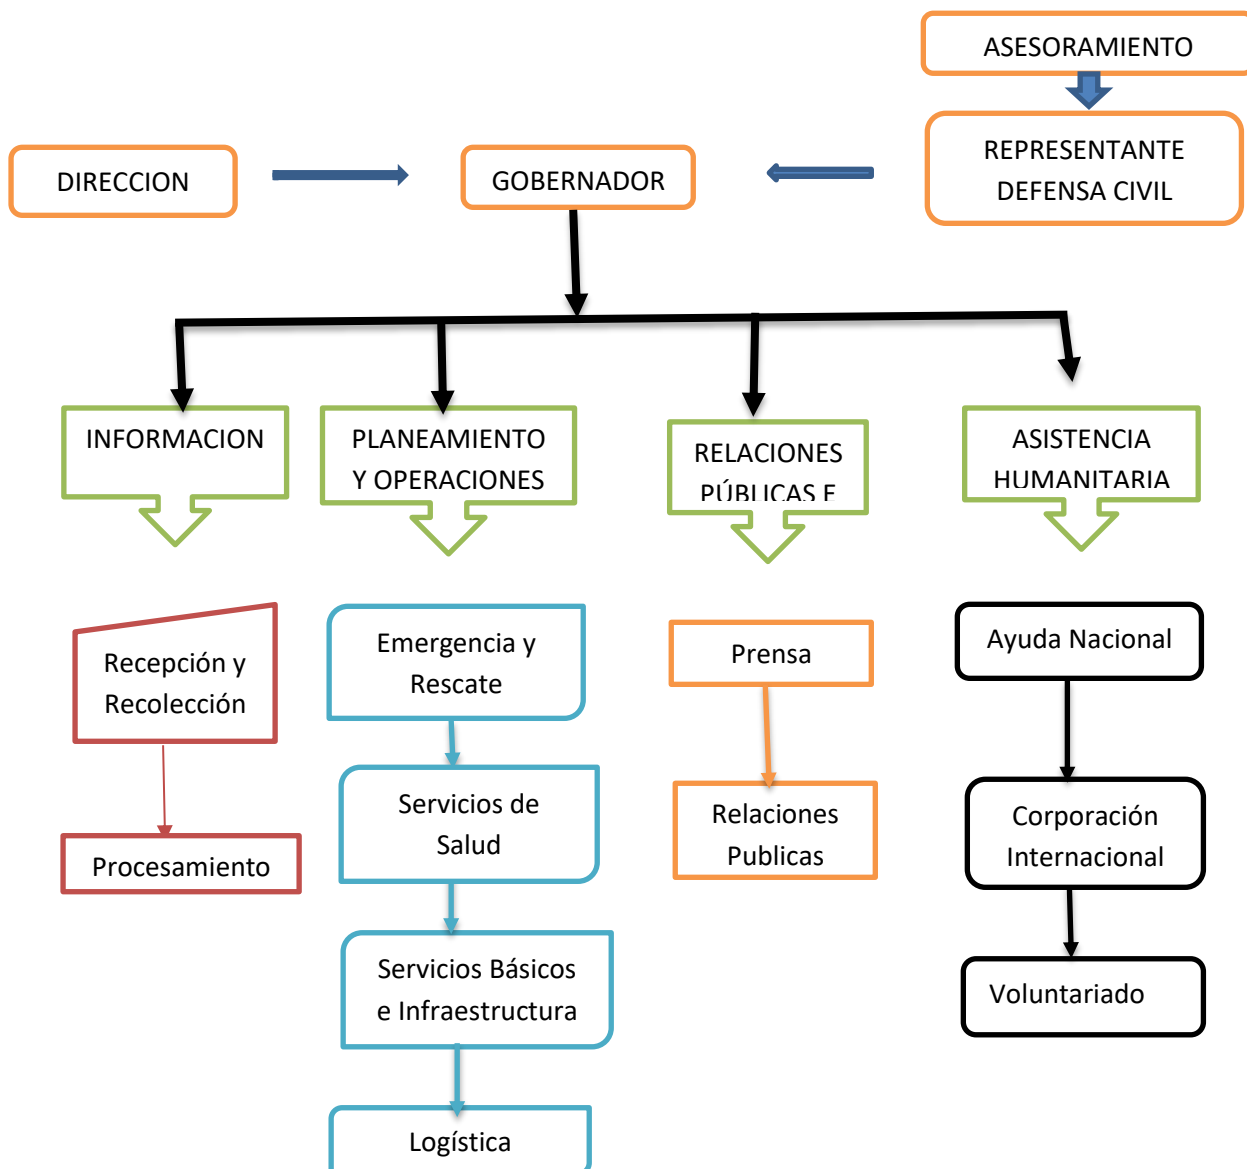 ASESORAMIENTO
DIRECCION
GOBERNADOR
REPRESENTANTE
DEFENSA CIVIL
INFORMACION
PLANEAMIENTO
Y OPERACIONES
RELACIONES
PÚBLICAS E
ASISTENCIA
HUMANITARIA
Recepción y
Recolección
Procesamiento
Emergencia y
Rescate
Servicios de
Salud
Servicios Básicos
e Infraestructura
Logística
Prensa
Relaciones
Publicas
Ayuda Nacional
Corporación
Internacional
Voluntariado